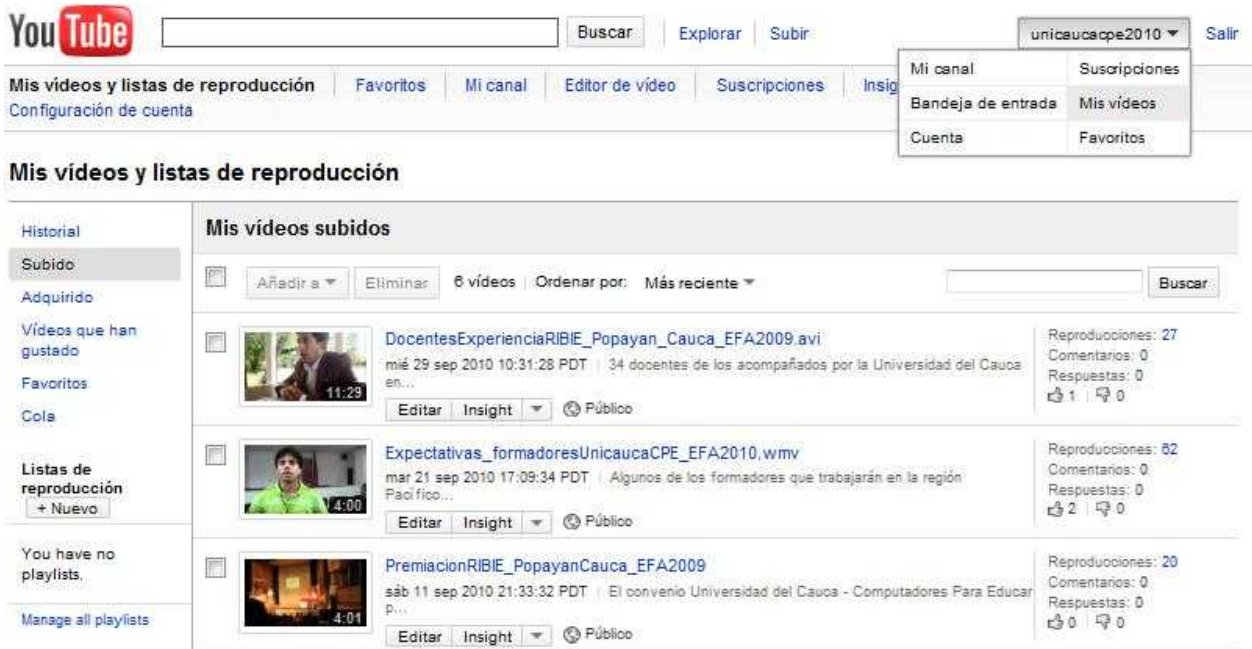 You Tube Buscar Explorar Subir unicaucacpe2010 Salir
Mi canal Suscripciones
Bandeja de entrada Mis vídeos
Cuenta Favoritos
Mis vídeos y listas de reproducción Favoritos Mi canal Editor de vídeo Suscripciones Insig
Configuración de cuenta
Mis vídeos y listas de reproducción
Historial
Subido
Adquirido
Vídeos que han
gustado
Favoritos
Cola
Listas de
reproducción
+ Nuevo
You have no
playlists.
Manage all playlists
Mis vídeos subidos
Añadir a Eliminar 6 vídeos Ordenar por: Más reciente Buscar
11:29
DocentesExperienciaRIBIE_Popayan_Cauca_EFA2009.avi
mié 29 sep 2010 10:31:28 PDT 34 docentes de los acompañados por la Universidad del Cauca
en...
Editar Insight Público
Reproducciones: 27
Comentarios: 0
Respuestas: 0
1 0
4:00
Expectativas_formadoresUnicaucaCPE_EFA2010.wmv
mar 21 sep 2010 17:09:34 PDT Algunos de los formadores que trabajarán en la región
Pacífico...
Editar Insight Público
Reproducciones: 62
Comentarios: 0
Respuestas: 0
2 0
4:01
PremiacionRIBIE_PopayanCauca_EFA2009
sáb 11 sep 2010 21:33:32 PDT El convenio Universidad del Cauca - Computadores Para Educar
p...
Editar Insight Público
Reproducciones: 20
Comentarios: 0
Respuestas: 0
0 0